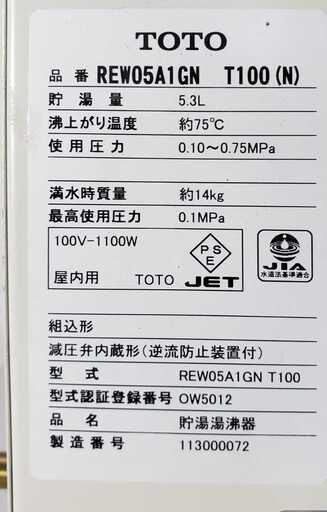 TOTO
品番 REW05A1GN T100(N)
貯湯量 5.3L
沸上がり温度 約75℃
使用圧力 0.10~0.75MPa
満水時質量 約14kg
最高使用圧力 0.1MPa
100V-1100W
屋内用 TOTO
PS
E
JET
JIA
水道法基準適合
組込形
減圧弁内蔵形(逆流防止装置付)
型式 REW05A1GN T100
型式認証登録番号 OW5012
品名 貯湯湯沸器
製造番号 113000072